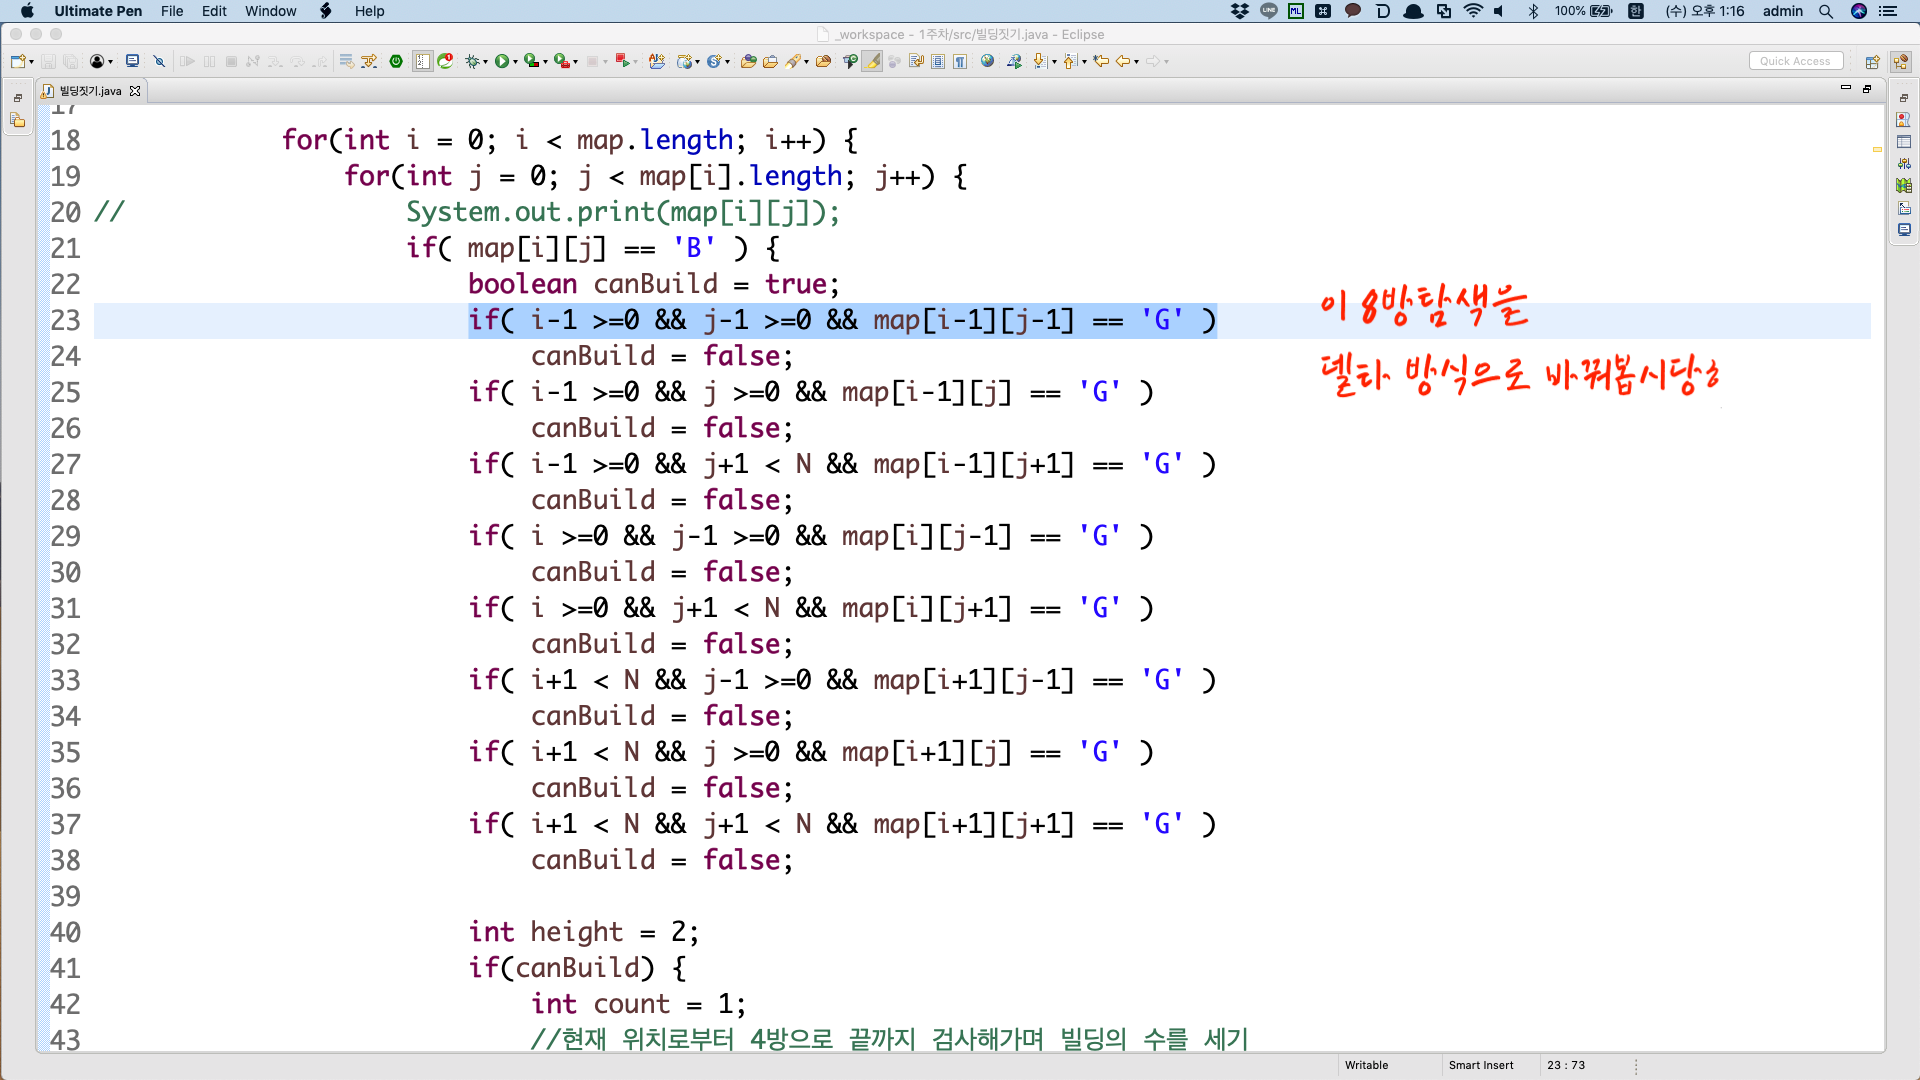 Ultimate Pen File Edit Window Help 100% 한 (수) 오후 1:16 admin
_workspace - 1주차/src/빌딩짓기.java - Eclipse
Quick Access
빌딩짓기.java
17
18 for(int i = 0; i < map.length; i++) {
19 for(int j = 0; j < map[i].length; j++) {
20 // System.out.print(map[i][j]);
21 if( map[i][j] == 'B' ) {
22 boolean canBuild = true;
23 if( i-1 >=0 && j-1 >=0 && map[i-1][j-1] == 'G' )
이 8방탐색을
24 canBuild = false;
델타 방식으로 바꿔봅시당
25 if( i-1 >=0 && j >=0 && map[i-1][j] == 'G' )
26 canBuild = false;
27 if( i-1 >=0 && j+1 < N && map[i-1][j+1] == 'G' )
28 canBuild = false;
29 if( i >=0 && j-1 >=0 && map[i][j-1] == 'G' )
30 canBuild = false;
31 if( i >=0 && j+1 < N && map[i][j+1] == 'G' )
32 canBuild = false;
33 if( i+1 < N && j-1 >=0 && map[i+1][j-1] == 'G' )
34 canBuild = false;
35 if( i+1 < N && j >=0 && map[i+1][j] == 'G' )
36 canBuild = false;
37 if( i+1 < N && j+1 < N && map[i+1][j+1] == 'G' )
38 canBuild = false;
39
40 int height = 2;
41 if(canBuild) {
42 int count = 1;
43 //현재 위치로부터 4방으로 끝까지 검사해가며 빌딩의 수를 세기
Writable Smart Insert 23 : 73